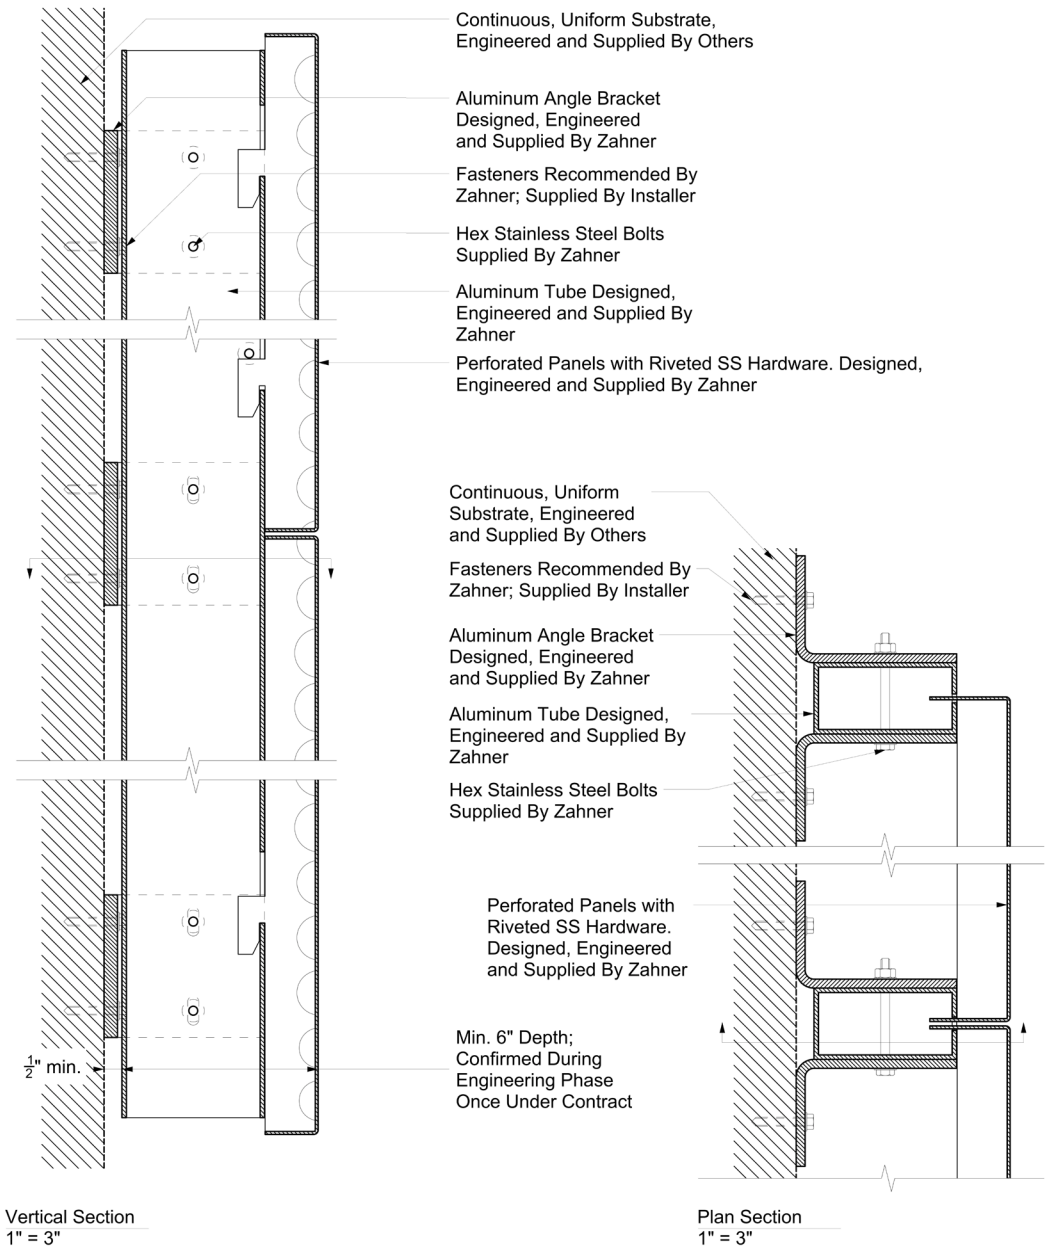 Continuous, Uniform Substrate,
Engineered and Supplied By Others
Aluminum Angle Bracket
Designed, Engineered
and Supplied By Zahner
Fasteners Recommended By
Zahner; Supplied By Installer
Hex Stainless Steel Bolts
Supplied By Zahner
Aluminum Tube Designed,
Engineered and Supplied By
Zahner
Perforated Panels with Riveted SS Hardware. Designed,
Engineered and Supplied By Zahner
Continuous, Uniform
Substrate, Engineered
and Supplied By Others
Fasteners Recommended By
Zahner; Supplied By Installer
Aluminum Angle Bracket
Designed, Engineered
and Supplied By Zahner
Aluminum Tube Designed,
Engineered and Supplied By
Zahner
Hex Stainless Steel Bolts
Supplied By Zahner
Perforated Panels with
Riveted SS Hardware.
Designed, Engineered
and Supplied By Zahner
Min. 6" Depth;
Confirmed During
Engineering Phase
Once Under Contract
1/2" min.
Vertical Section
1" = 3"
Plan Section
1" = 3"